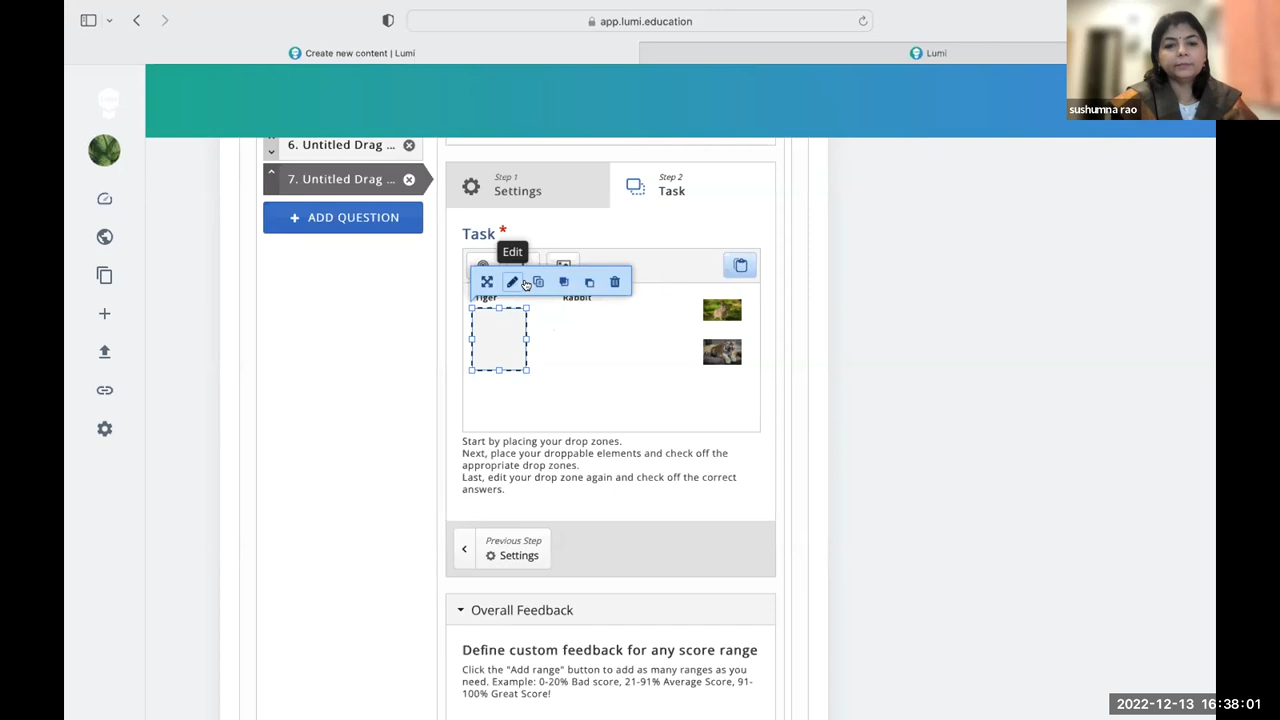 app.lumi.education
Create new content | Lumi
Lumi
sushumna rao
6. Untitled Drag ...
7. Untitled Drag ...
+ ADD QUESTION
Step 1
Settings
Step 2
Task
Task *
Edit
Tiger
Rabbit
Start by placing your drop zones.
Next, place your droppable elements and check off the
appropriate drop zones.
Last, edit your drop zone again and check off the correct
answers.
Previous Step
Settings
Overall Feedback
Define custom feedback for any score range
Click the "Add range" button to add as many ranges as you
need. Example: 0-20% Bad score, 21-91% Average Score, 91-
100% Great Score!
2022-12-13 16:38:01